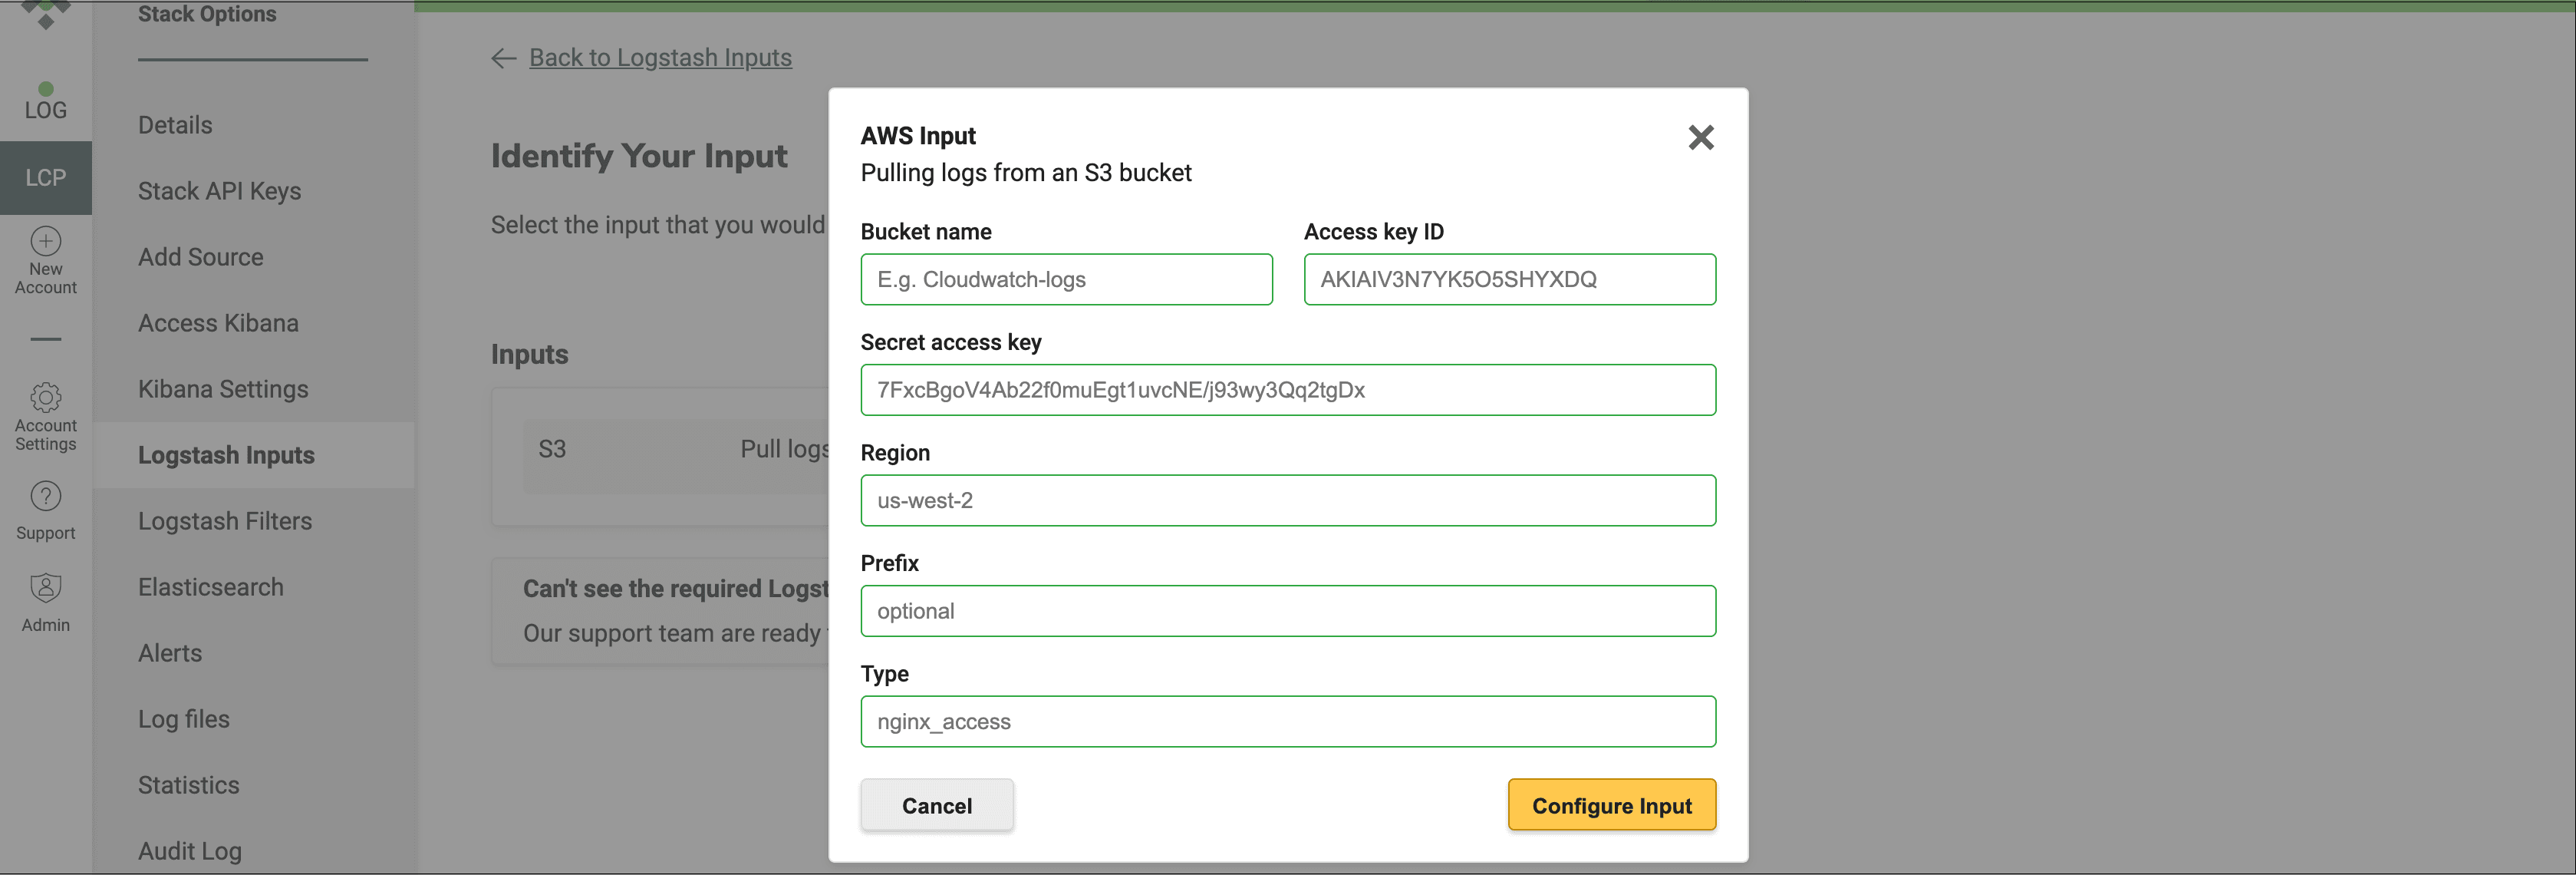 Stack Options
LOG
LCP
New
Account
Account
Settings
Support
Admin
Details
Stack API Keys
Add Source
Access Kibana
Kibana Settings
Logstash Inputs
Logstash Filters
Elasticsearch
Alerts
Log files
Statistics
Audit Log
Back to Logstash Inputs
Identify Your Input
Select the input that you would
Inputs
S3 Pull logs
Can't see the required Logst
Our support team are ready
AWS Input
Pulling logs from an S3 bucket
Bucket name Access key ID
E.g. Cloudwatch-logs AKIAIV3N7YK5O5SHYXDQ
Secret access key
7FxcBgoV4Ab22f0muEgt1uvcNE/j93wy3Qq2tgDx
Region
us-west-2
Prefix
optional
Type
nginx_access
Cancel Configure Input